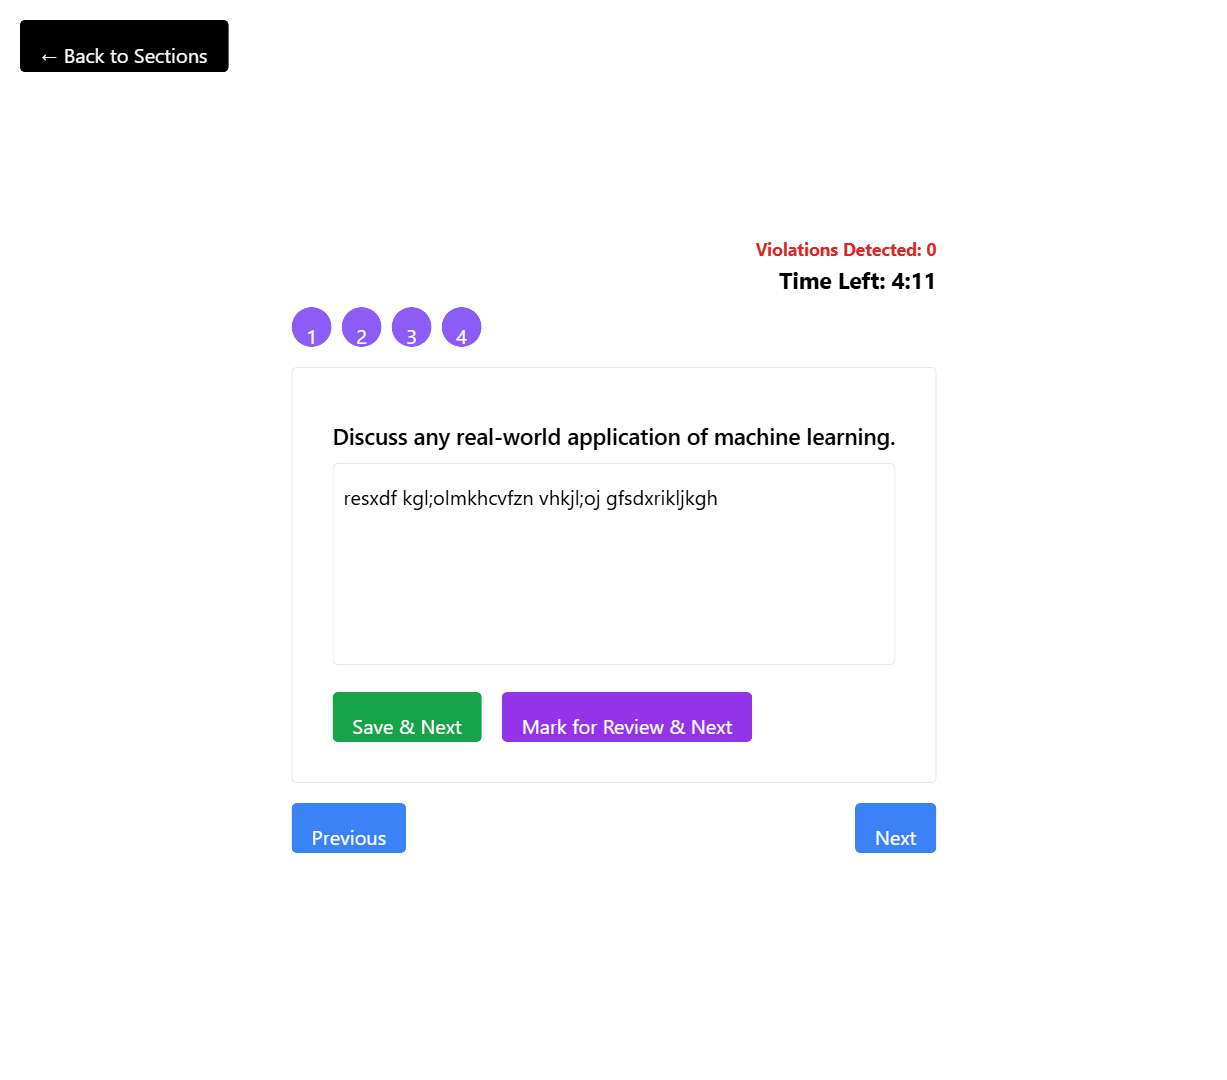 ← Back to Sections
Violations Detected: 0
Time Left: 4:11
1 2 3 4
Discuss any real-world application of machine learning.
resxdf kgl;olmkhcvfzn vhkjl;oj gfsdxrikljkgh
Save & Next Mark for Review & Next
Previous Next